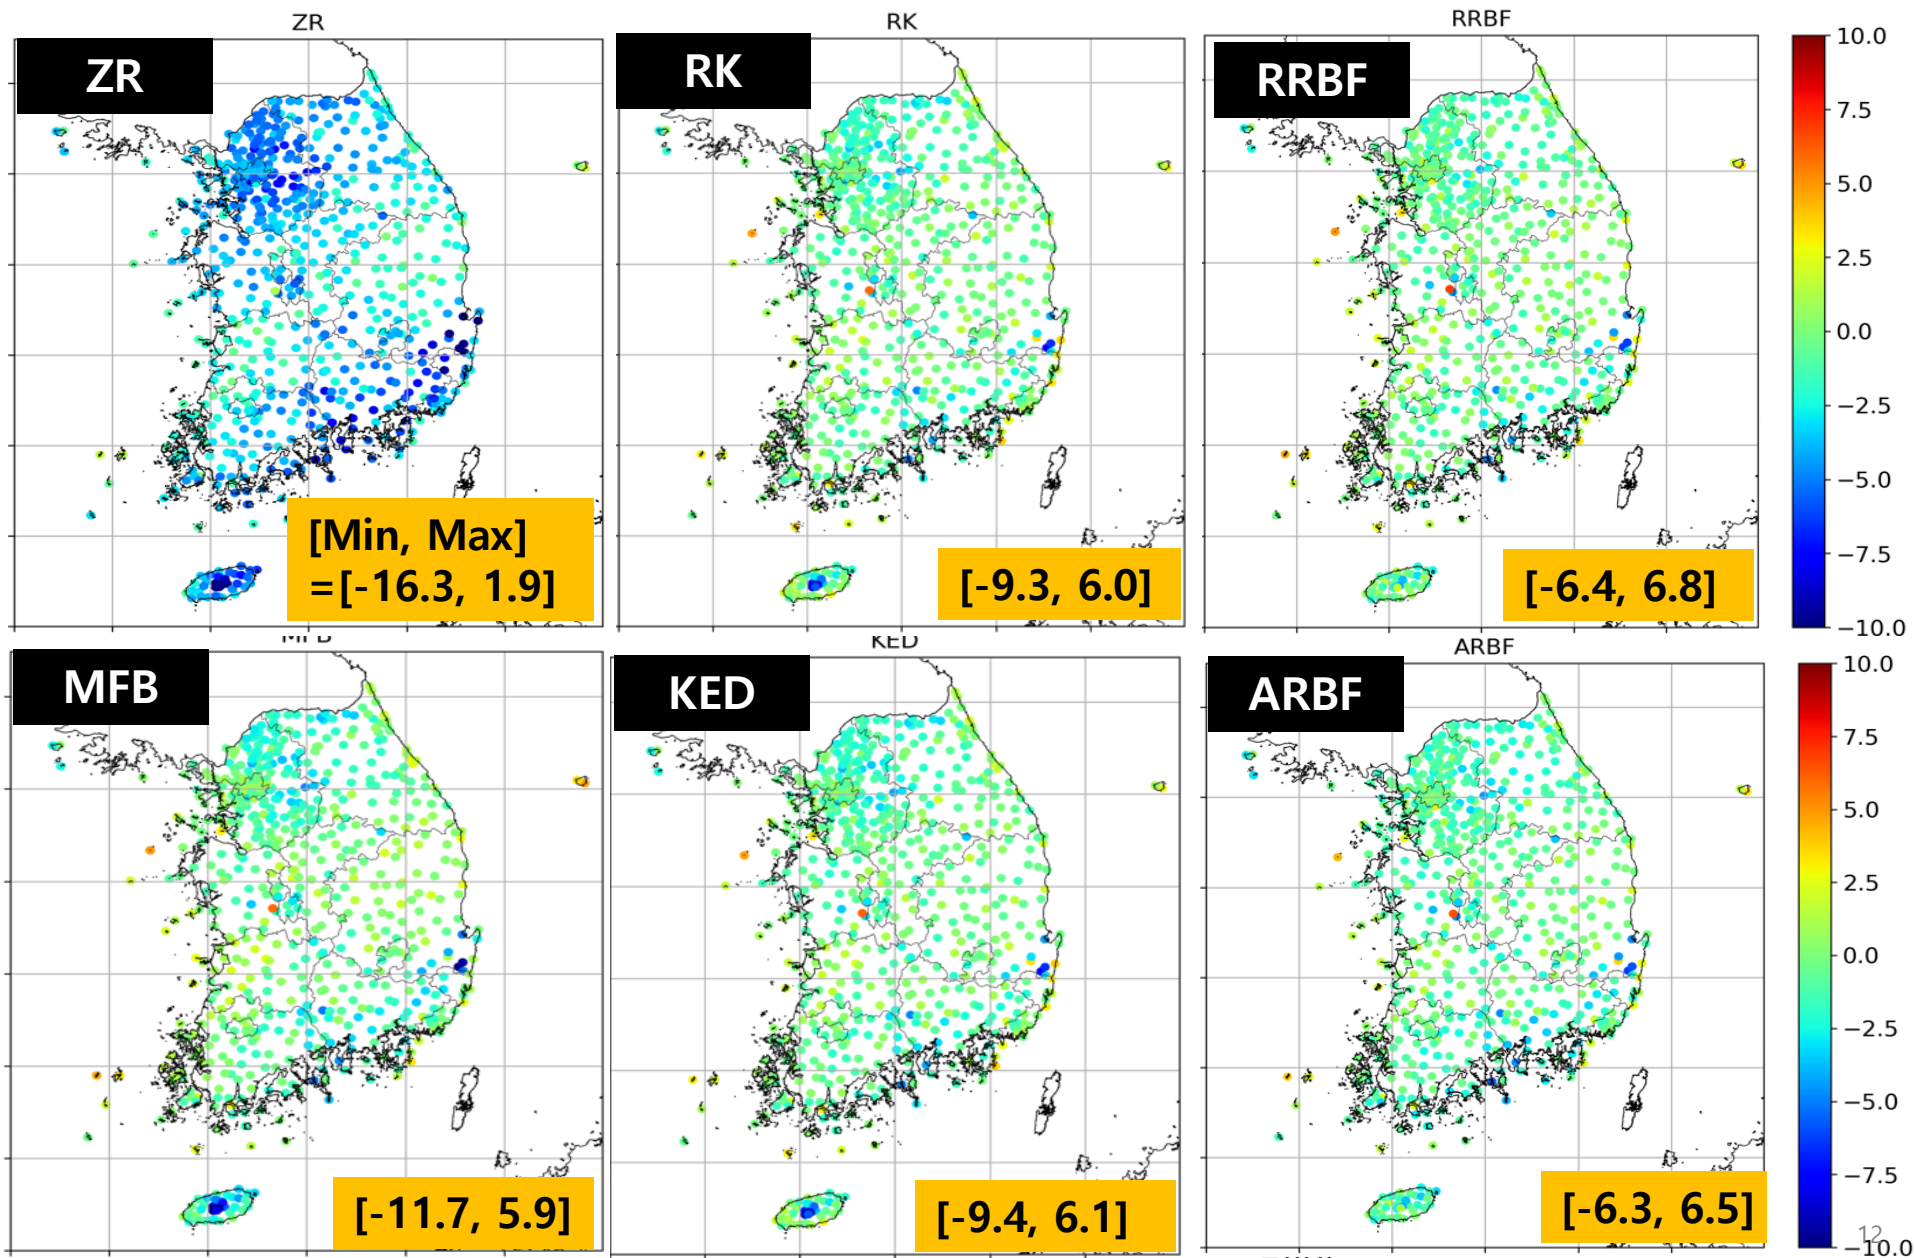 ZR
RK
RRBF
ZR
RK
RRBF
10.0
7.5
5.0
2.5
0.0
−2.5
−5.0
−7.5
−10.0
[Min, Max]
=[-16.3, 1.9]
[-9.3, 6.0]
[-6.4, 6.8]
MFB
KED
ARBF
MFB
KED
ARBF
10.0
7.5
5.0
2.5
0.0
−2.5
−5.0
−7.5
−10.0
[-11.7, 5.9]
[-9.4, 6.1]
[-6.3, 6.5]
12